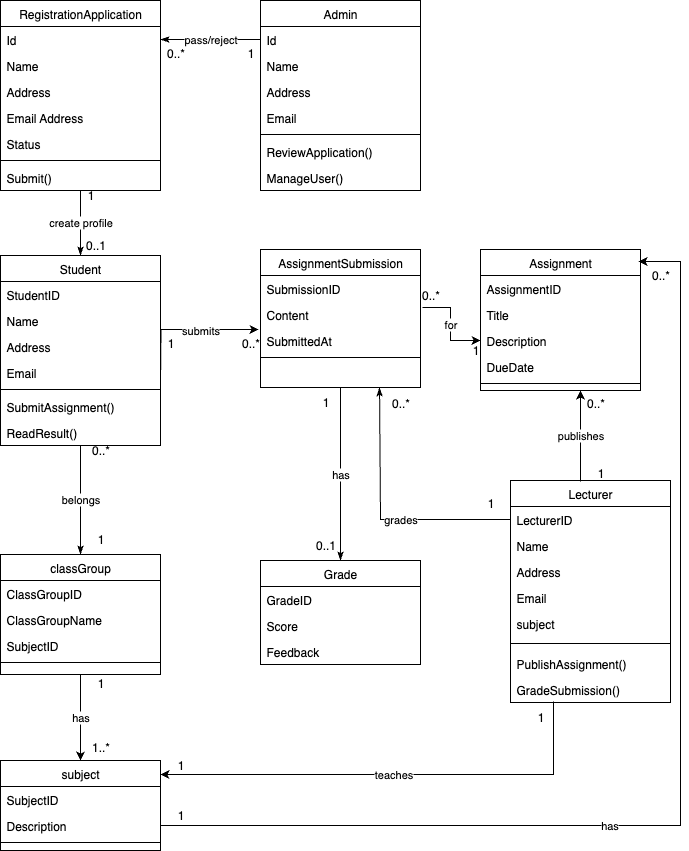 RegistrationApplication
Id
Name
Address
Email Address
Status
Submit()
pass/reject
0..*
1
Admin
Id
Name
Address
Email
ReviewApplication()
ManageUser()
1
create profile
0..1
Student
StudentID
Name
Address
Email
SubmitAssignment()
ReadResult()
submits
1
0..*
AssignmentSubmission
SubmissionID
Content
SubmittedAt
0..*
for
1
Assignment
AssignmentID
Title
Description
DueDate
0..*
0..*
publishes
1
1
has
0..1
0..*
grades
1
Lecturer
LecturerID
Name
Address
Email
subject
PublishAssignment()
GradeSubmission()
0..*
belongs
1
classGroup
ClassGroupID
ClassGroupName
SubjectID
Grade
GradeID
Score
Feedback
1
has
1..*
1
teaches
1
subject
SubjectID
Description
1
has